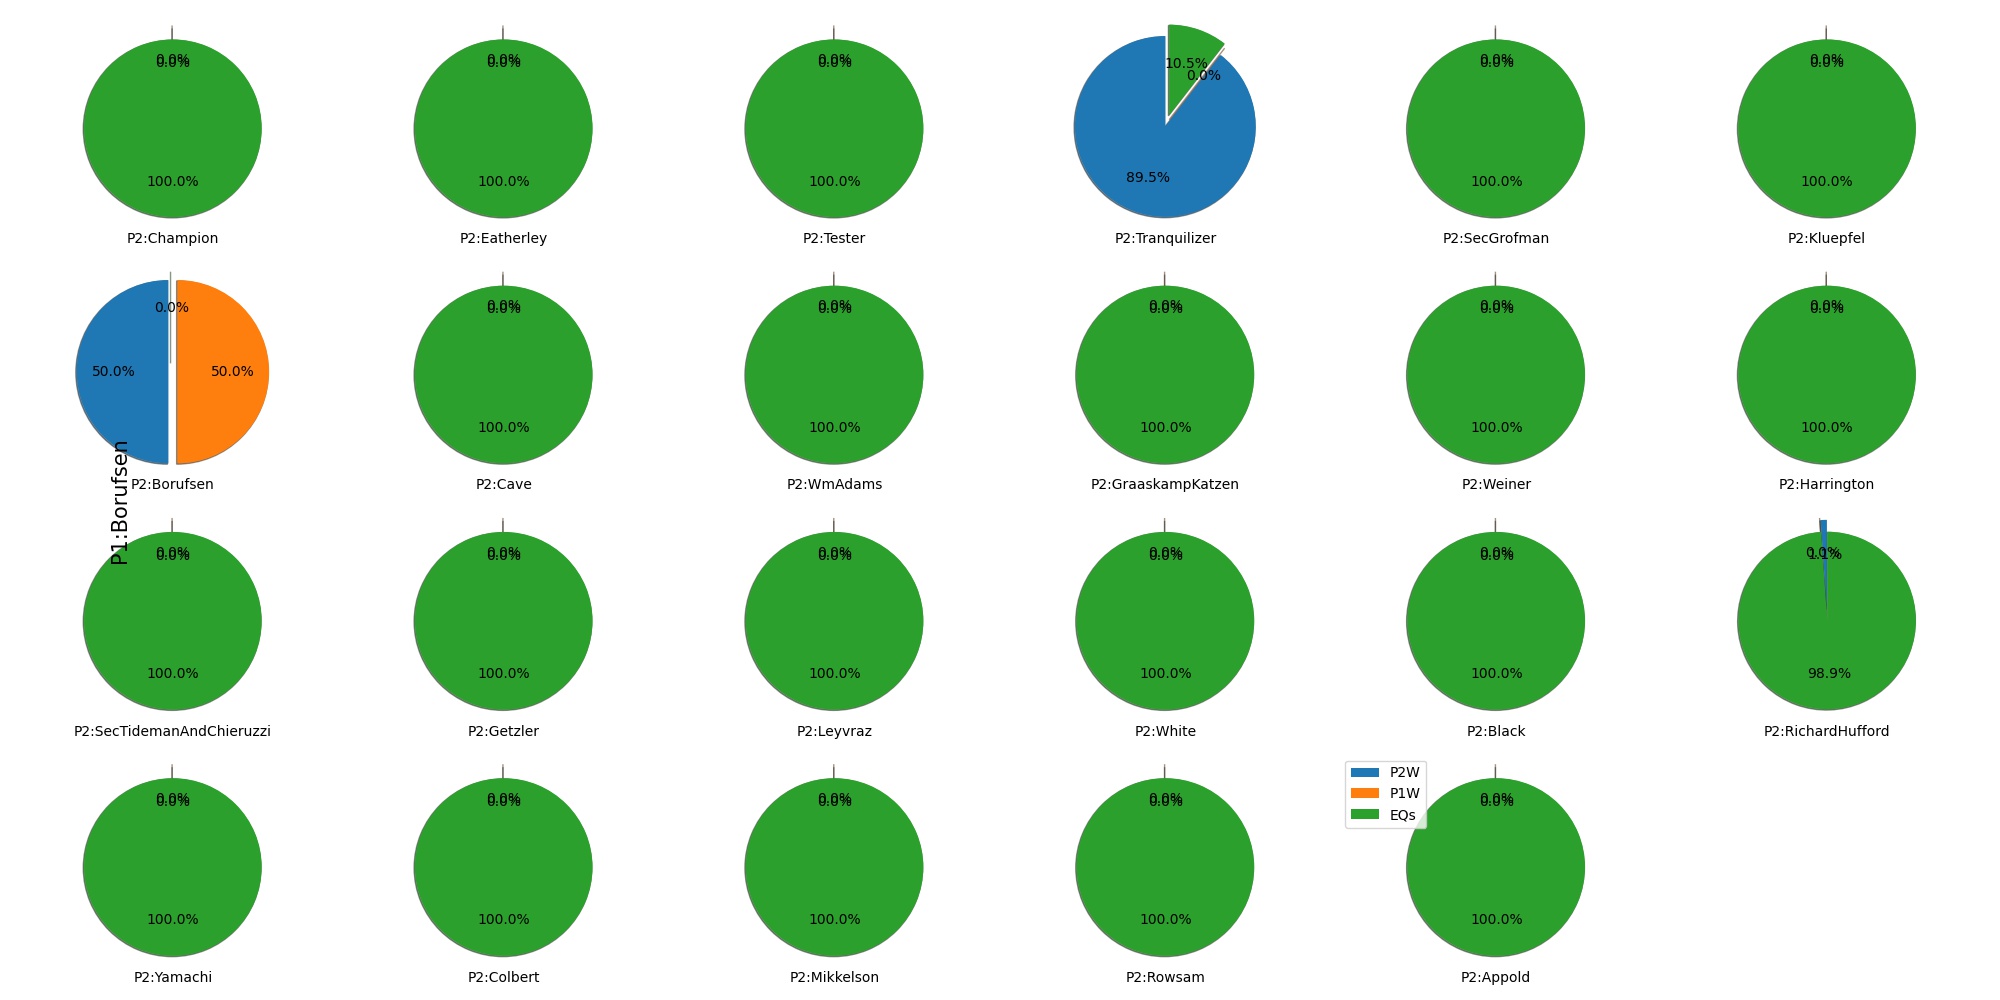 0.0%
0.0%
100.0%
P2:Champion
0.0%
0.0%
100.0%
P2:Eatherley
0.0%
0.0%
100.0%
P2:Tester
10.5%
0.0%
89.5%
P2:Tranquilizer
0.0%
0.0%
100.0%
P2:SecGrofman
0.0%
0.0%
100.0%
P2:Kluepfel
P1:Borufsen
0.0%
50.0%
50.0%
P2:Borufsen
0.0%
0.0%
100.0%
P2:Cave
0.0%
0.0%
100.0%
P2:WmAdams
0.0%
0.0%
100.0%
P2:GraaskampKatzen
0.0%
0.0%
100.0%
P2:Weiner
0.0%
0.0%
100.0%
P2:Harrington
0.0%
0.0%
100.0%
P2:SecTidemanAndChieruzzi
0.0%
0.0%
100.0%
P2:Getzler
0.0%
0.0%
100.0%
P2:Leyvraz
0.0%
0.0%
100.0%
P2:White
0.0%
0.0%
100.0%
P2:Black
0.0%
1.1%
98.9%
P2:RichardHufford
0.0%
0.0%
100.0%
P2:Yamachi
0.0%
0.0%
100.0%
P2:Colbert
0.0%
0.0%
100.0%
P2:Mikkelson
0.0%
0.0%
100.0%
P2:Rowsam
P2W
P1W
EQs
0.0%
0.0%
100.0%
P2:Appold